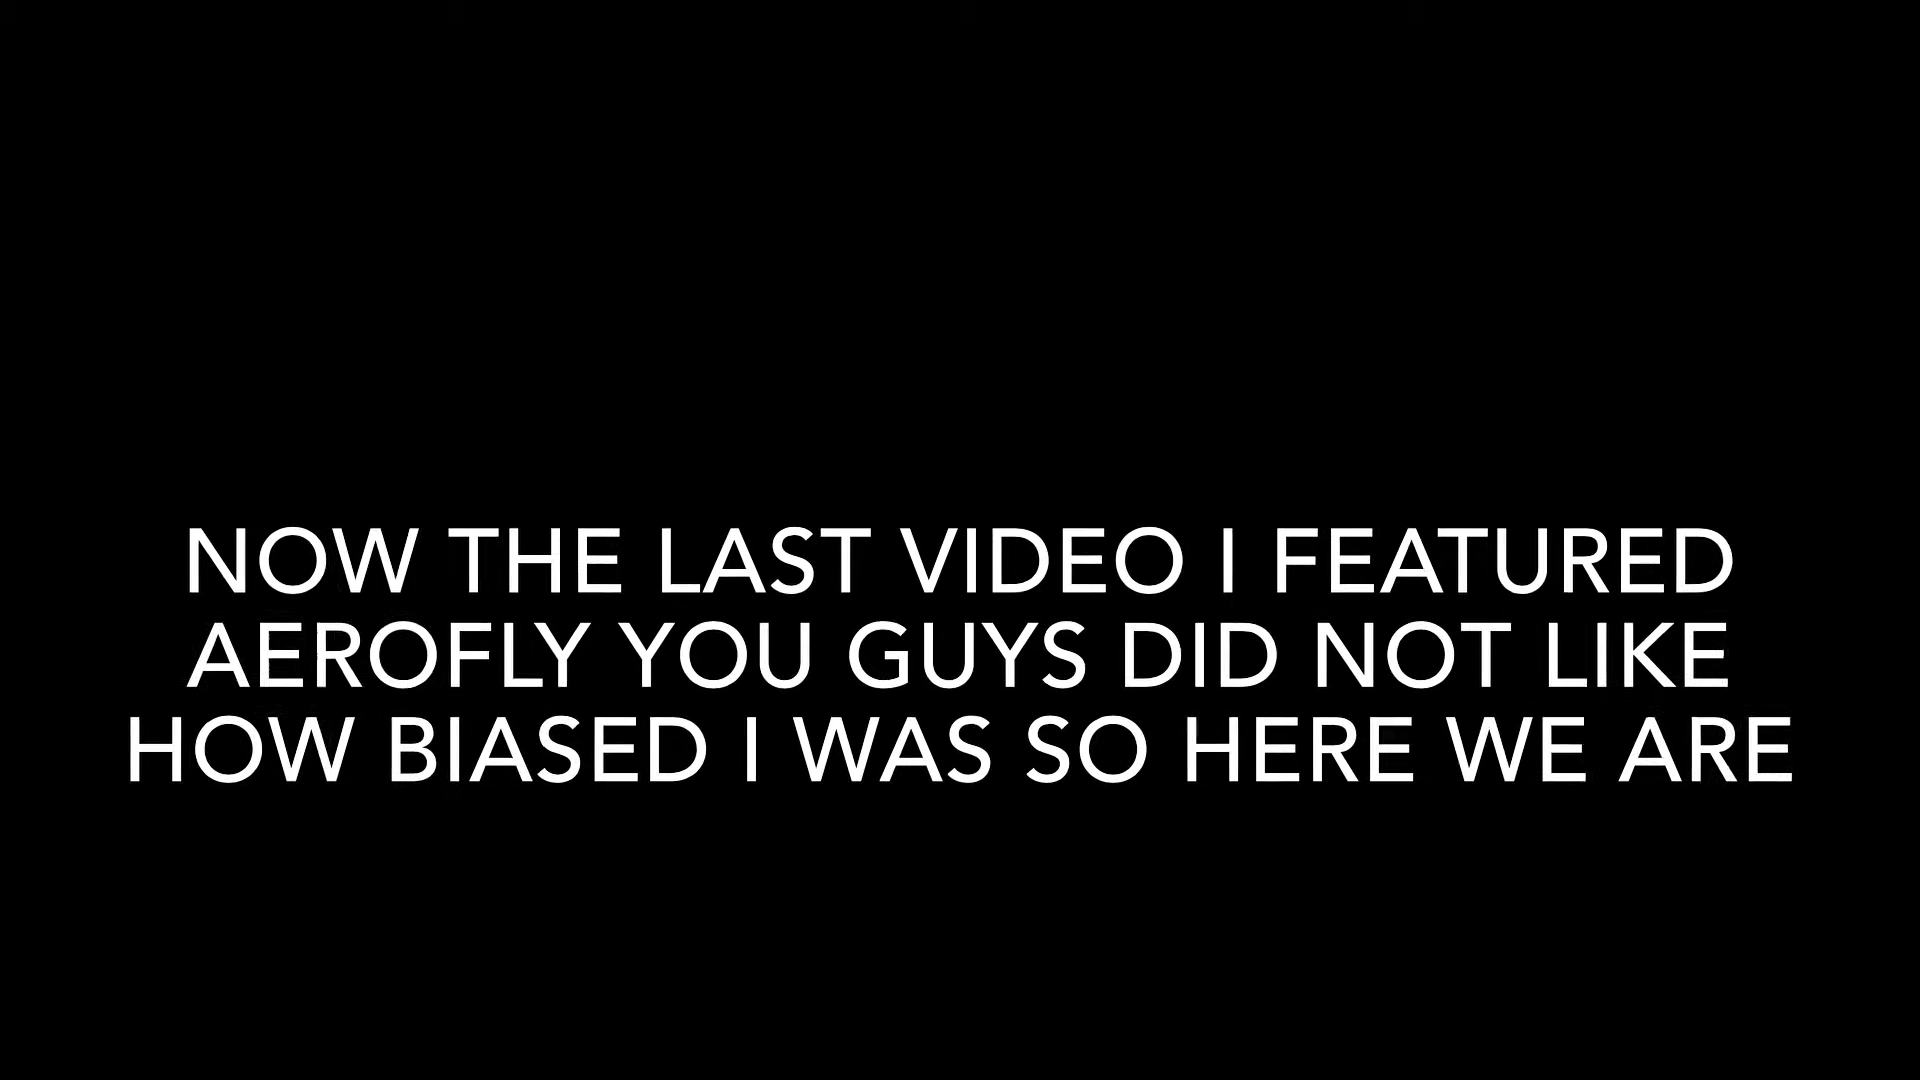 NOW THE LAST VIDEO I FEATURED
AEROFLY YOU GUYS DID NOT LIKE
HOW BIASED I WAS SO HERE WE ARE